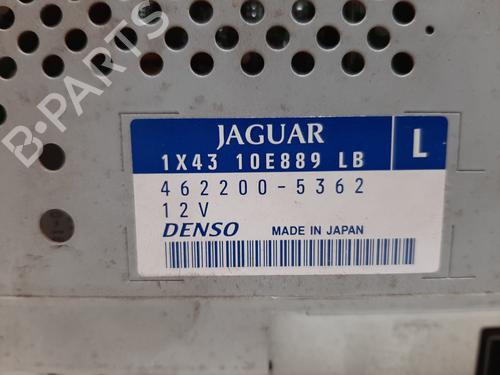 B-PARTS
JAGUAR
1X43 10E889 LB
L
462200-5362
12V
DENSO MADE IN JAPAN